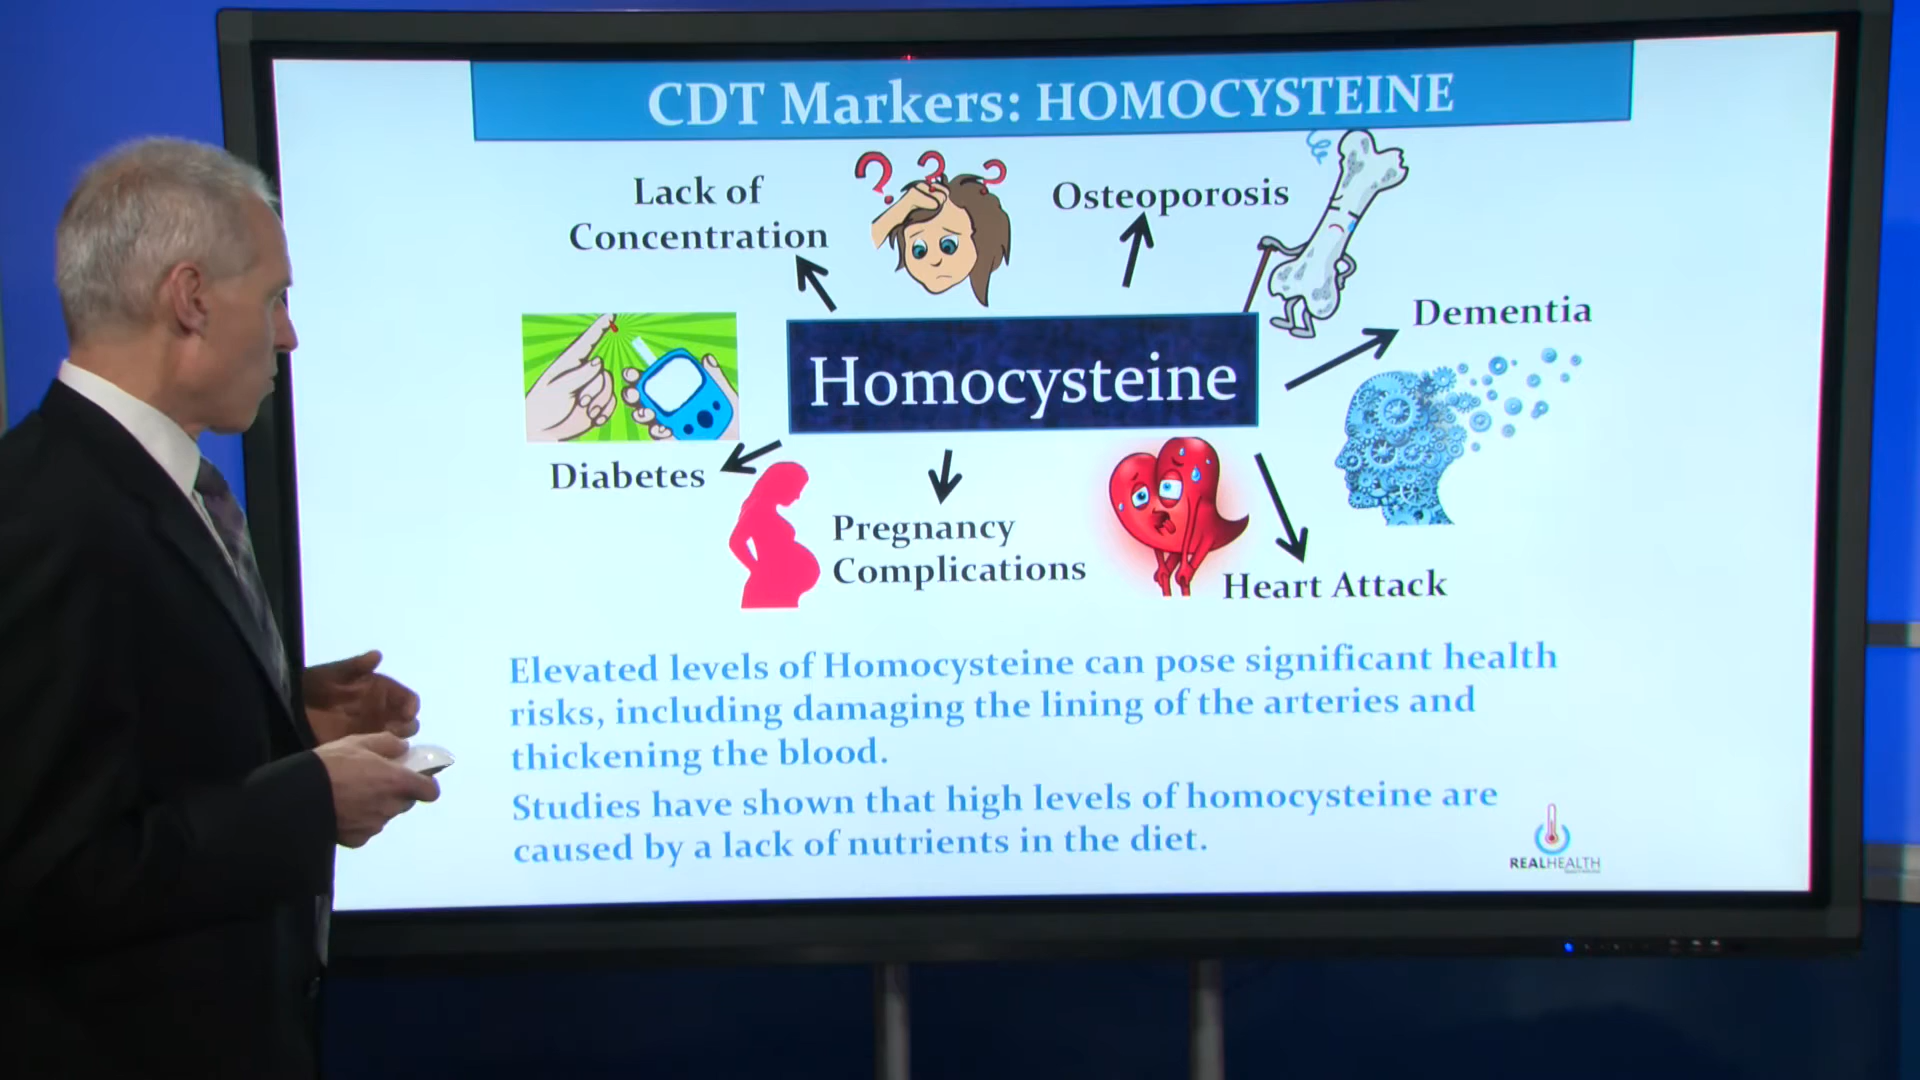 CDT Markers: HOMOCYSTEINE
Lack of
Concentration
Osteoporosis
Dementia
Homocysteine
Diabetes
Pregnancy
Complications
Heart Attack
Elevated levels of Homocysteine can pose significant health
risks, including damaging the lining of the arteries and
thickening the blood.
Studies have shown that high levels of homocysteine are
caused by a lack of nutrients in the diet.
REALHEALTH